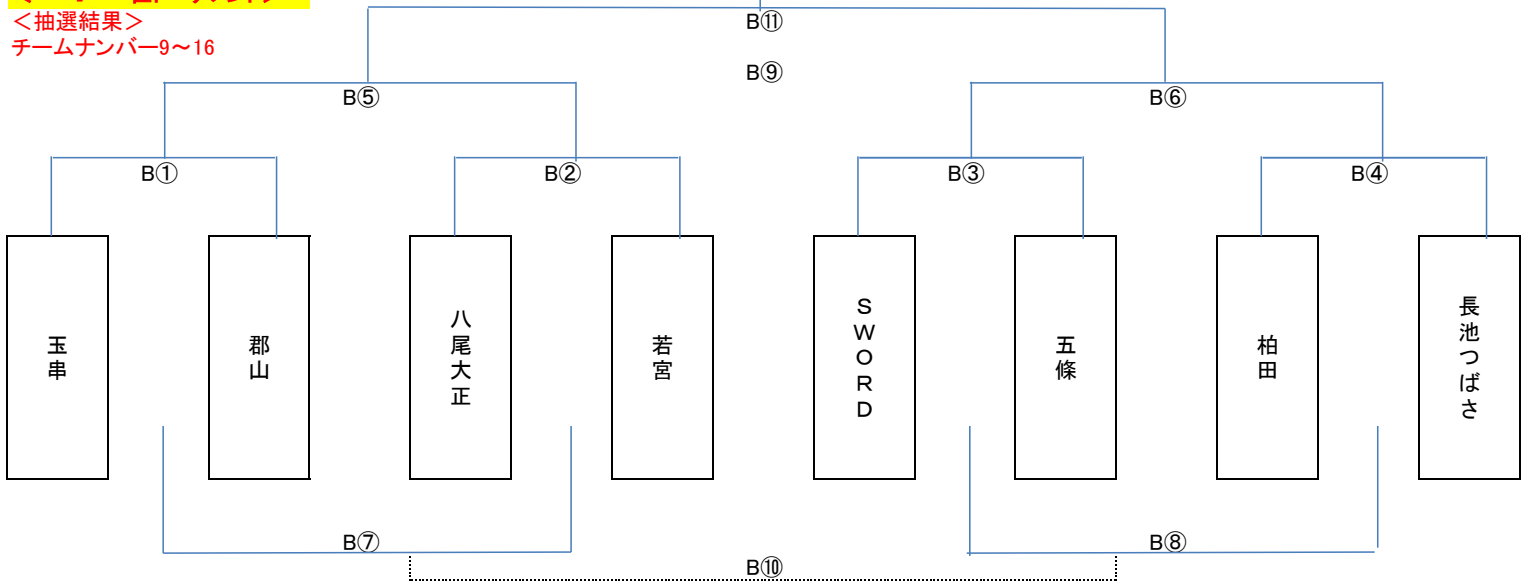 ＜抽選結果＞
チームナンバー9～16
B⑪
B⑨
B⑤
B⑥
B①
B②
B③
B④
玉串
郡山
八尾大正
若宮
SWORD
五條
柏田
長池つばさ
B⑦
B⑧
B⑩